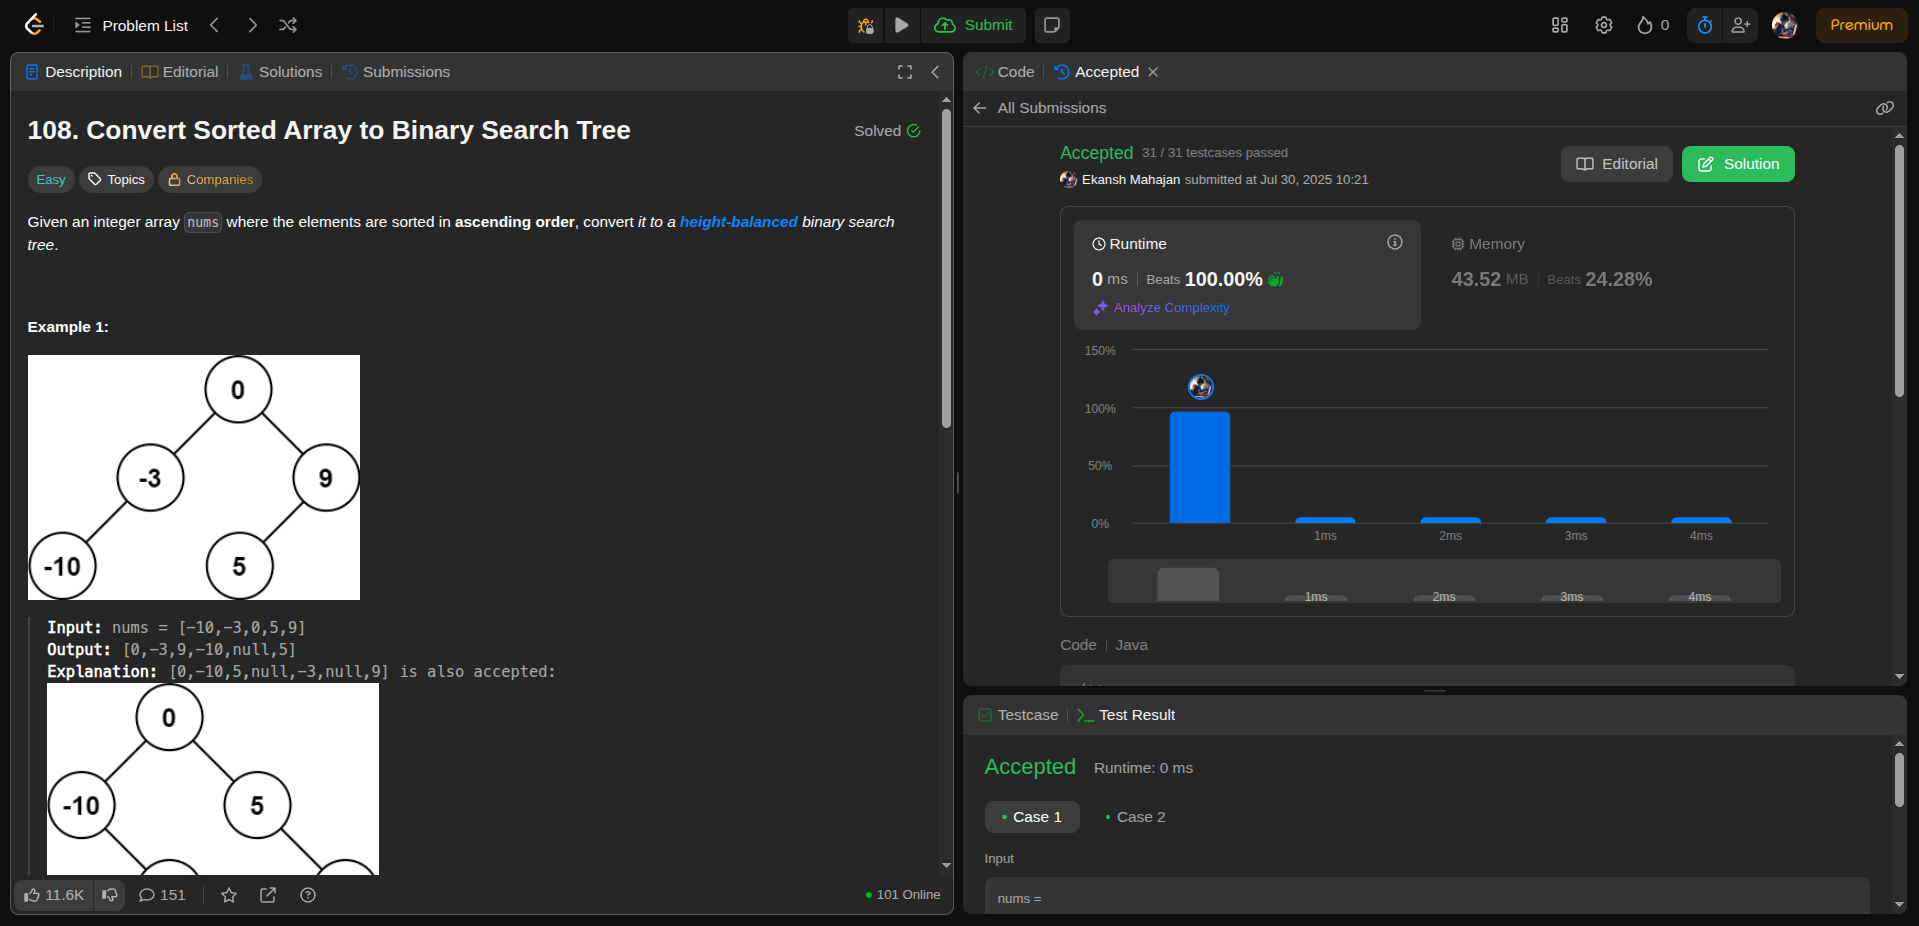 Problem List
Submit
0
Premium
Description
Editorial
Solutions
Submissions
108. Convert Sorted Array to Binary Search Tree
Solved
Easy
Topics
Companies
Given an integer array nums where the elements are sorted in ascending order, convert it to a height-balanced binary search
tree.
Example 1:
0
-3
9
-10
5
Input: nums = [-10,-3,0,5,9]
Output: [0,-3,9,-10,null,5]
Explanation: [0,-10,5,null,-3,null,9] is also accepted:
0
-10
5
11.6K
151
101 Online
Code
Accepted
All Submissions
Accepted 31 / 31 testcases passed
Ekansh Mahajan submitted at Jul 30, 2025 10:21
Editorial
Solution
Runtime
0 ms Beats 100.00%
Analyze Complexity
Memory
43.52 MB Beats 24.28%
150%
100%
50%
0%
1ms
2ms
3ms
4ms
1ms
2ms
3ms
4ms
Code
Java
Testcase
Test Result
Accepted
Runtime: 0 ms
Case 1
Case 2
Input
nums =